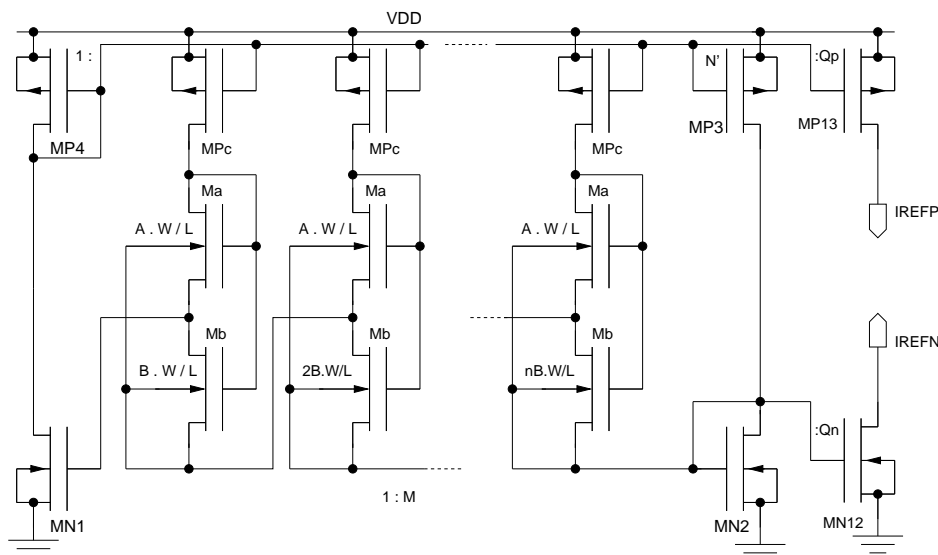 VDD
1 :
N'
:Qp
MP4
MPc
MPc
MPc
MP3
MP13
Ma
Ma
Ma
IREFP
A . W / L
A . W / L
A . W / L
Mb
Mb
Mb
IREFN
B . W / L
2B.W/L
nB.W/L
:Qn
1 : M
MN1
MN2
MN12